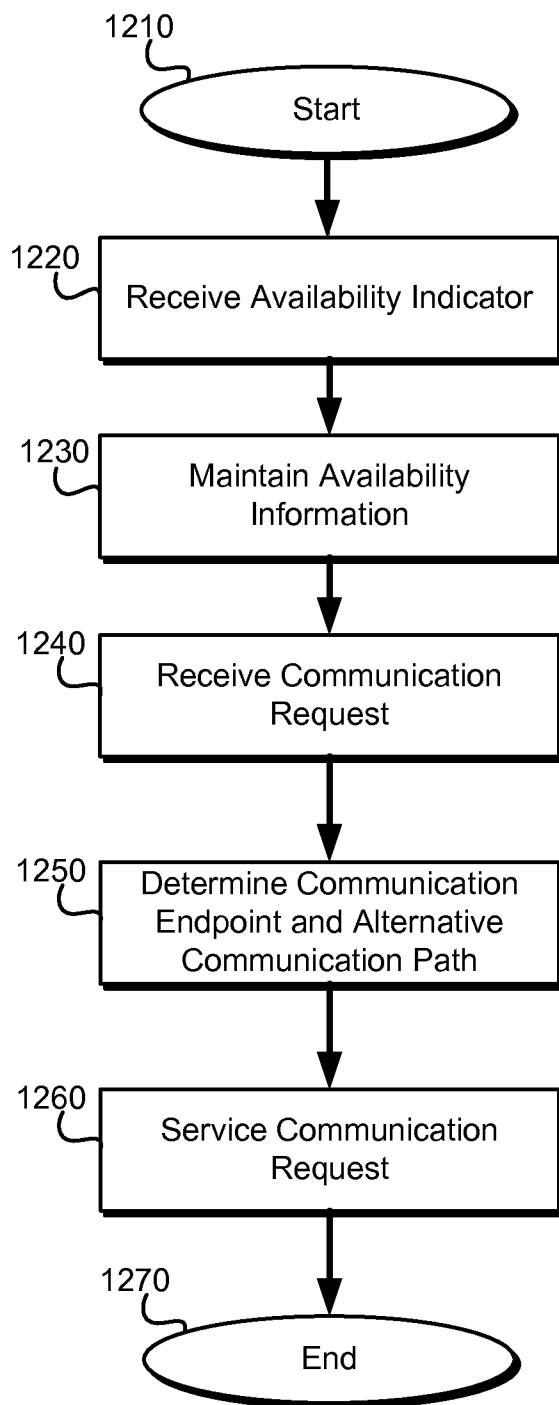 1210
Start
1220
Receive Availability Indicator
1230
Maintain Availability
Information
1240
Receive Communication
Request
1250
Determine Communication
Endpoint and Alternative
Communication Path
1260
Service Communication
Request
1270
End